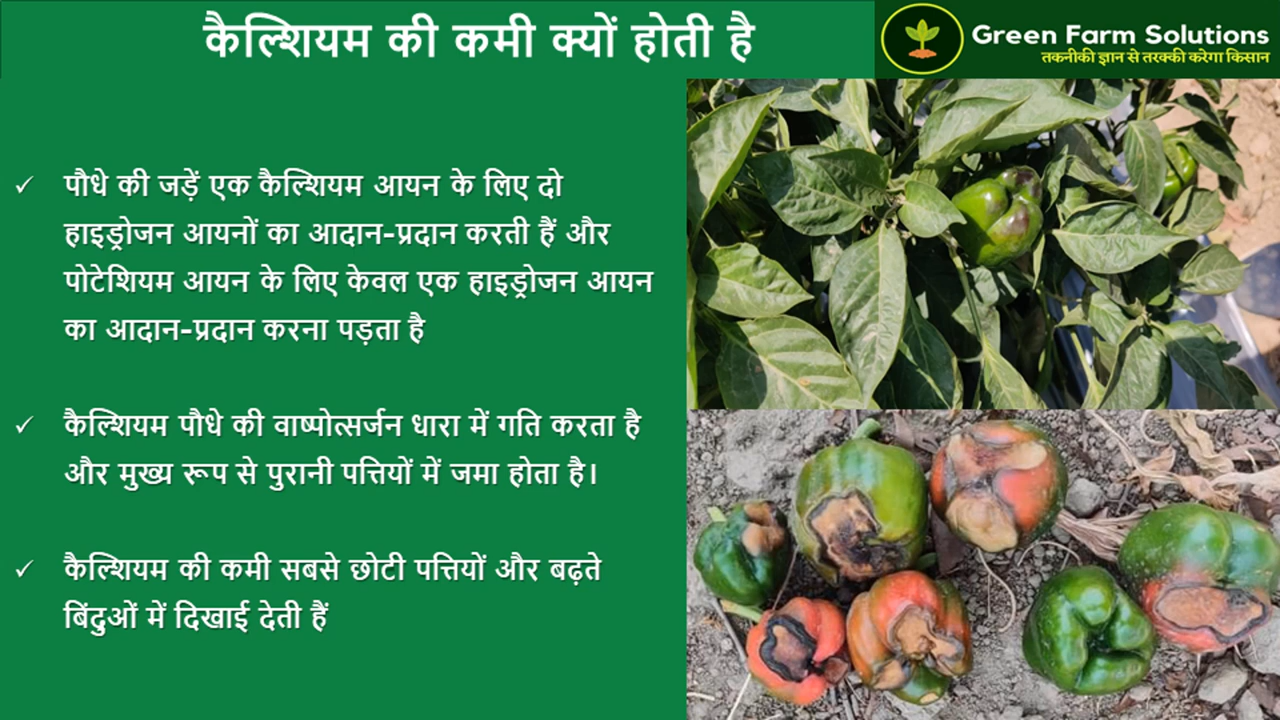 कैल्शियम की कमी क्यों होती है
Green Farm Solutions
तकनीकी ज्ञान से तरक्की करेगा किसान
✓ पौधे की जड़ें एक कैल्शियम आयन के लिए दो
हाइड्रोजन आयनों का आदान-प्रदान करती हैं और
पोटेशियम आयन के लिए केवल एक हाइड्रोजन आयन
का आदान-प्रदान करना पड़ता है
✓ कैल्शियम पौधे की वाष्पोत्सर्जन धारा में गति करता है
और मुख्य रूप से पुरानी पत्तियों में जमा होता है।
✓ कैल्शियम की कमी सबसे छोटी पत्तियों और बढ़ते
बिंदुओं में दिखाई देती हैं